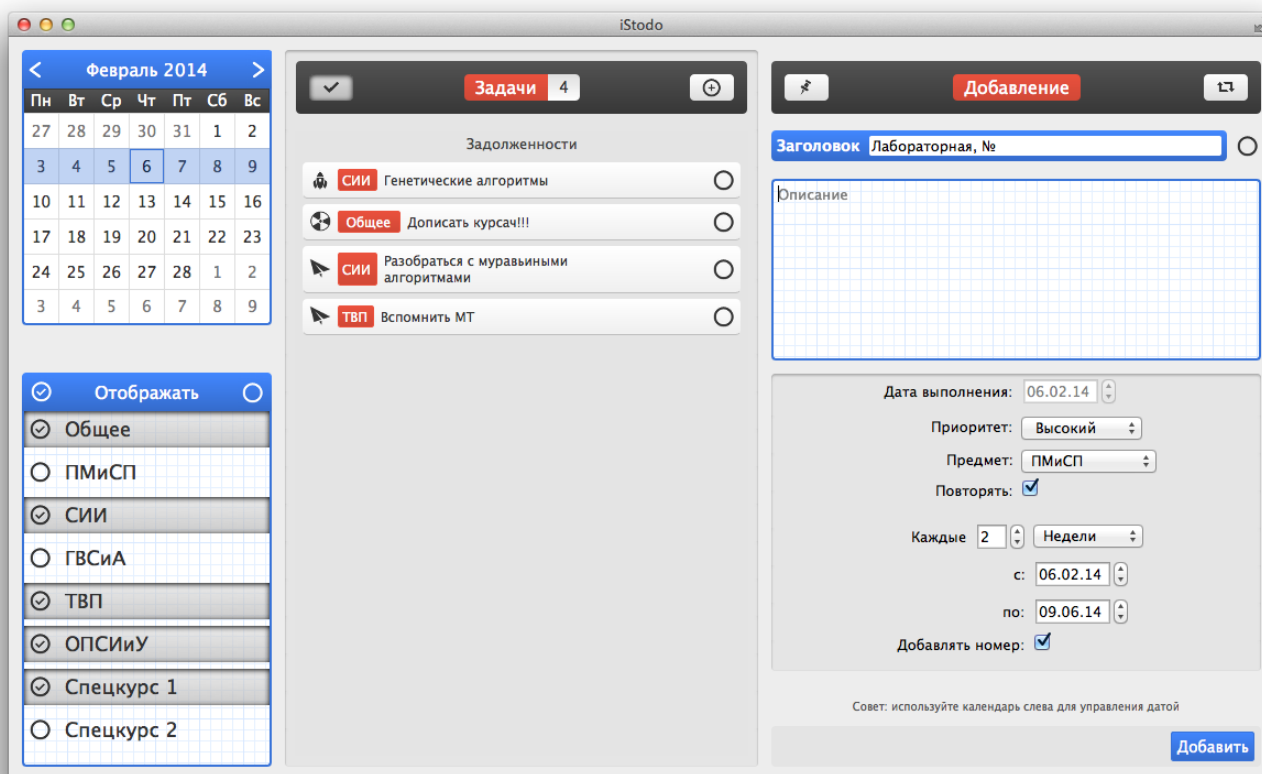 iStodo
Февраль 2014
Пн Вт Ср Чт Пт Сб Вс
27 28 29 30 31 1 2
3 4 5 6 7 8 9
10 11 12 13 14 15 16
17 18 19 20 21 22 23
24 25 26 27 28 1 2
3 4 5 6 7 8 9
Отображать
Общее
ПМиСП
СИИ
ГВСиА
ТВП
ОПСИиУ
Спецкурс 1
Спецкурс 2
Задачи 4
Задолженности
СИИ Генетические алгоритмы
Общее Дописать курсач!!!
СИИ Разобраться с муравьиными
алгоритмами
ТВП Вспомнить МТ
Добавление
Заголовок Лабораторная, №
Описание
Дата выполнения: 06.02.14
Приоритет: Высокий
Предмет: ПМиСП
Повторять:
Каждые 2 Недели
с: 06.02.14
по: 09.06.14
Добавлять номер:
Совет: используйте календарь слева для управления датой
Добавить